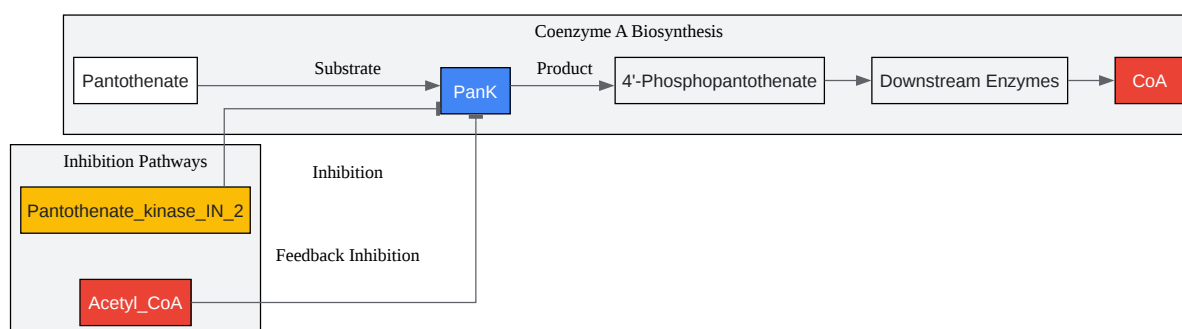 Coenzyme A Biosynthesis
Pantothenate
Substrate
PanK
Product
4'-Phosphopantothenate
Downstream Enzymes
CoA
Inhibition Pathways
Inhibition
Pantothenate_kinase_IN_2
Feedback Inhibition
Acetyl_CoA